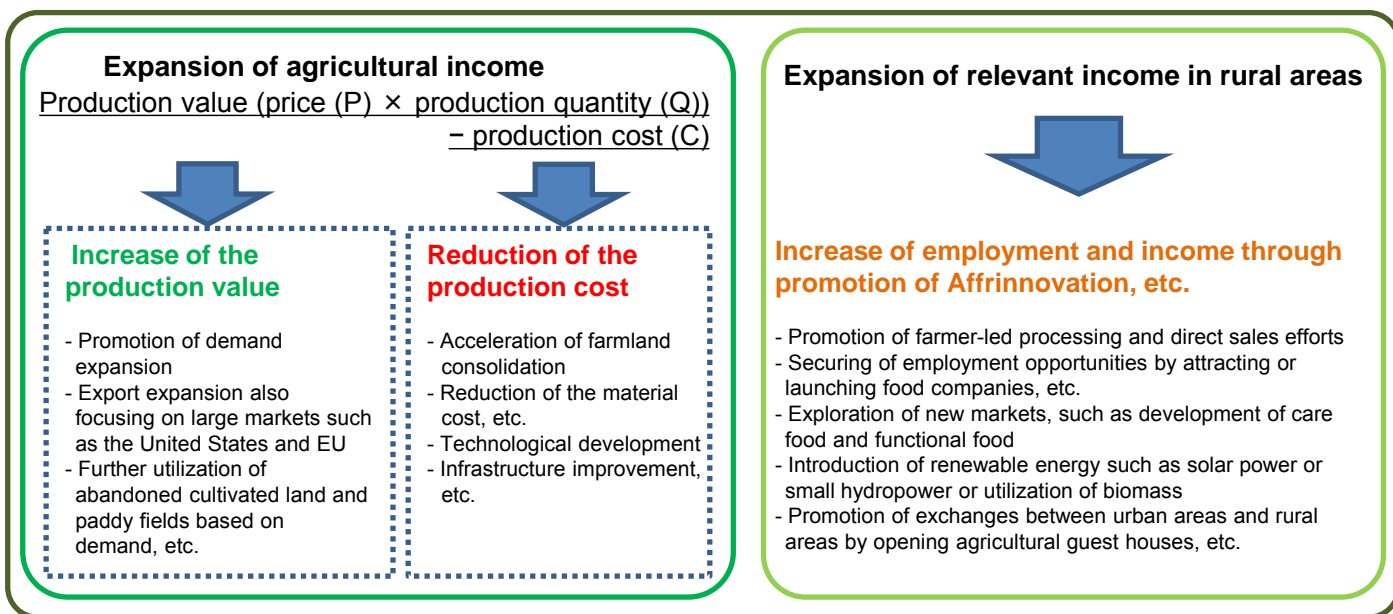 Expansion of agricultural income
Production value (price (P) × production quantity (Q))
− production cost (C)
Increase of the
production value
- Promotion of demand
expansion
- Export expansion also
focusing on large markets such
as the United States and EU
- Further utilization of
abandoned cultivated land and
paddy fields based on
demand, etc.
Reduction of the
production cost
- Acceleration of farmland
consolidation
- Reduction of the material
cost, etc.
- Technological development
- Infrastructure improvement,
etc.
Expansion of relevant income in rural areas
Increase of employment and income through
promotion of Affrinnovation, etc.
- Promotion of farmer-led processing and direct sales efforts
- Securing of employment opportunities by attracting or
launching food companies, etc.
- Exploration of new markets, such as development of care
food and functional food
- Introduction of renewable energy such as solar power or
small hydropower or utilization of biomass
- Promotion of exchanges between urban areas and rural
areas by opening agricultural guest houses, etc.